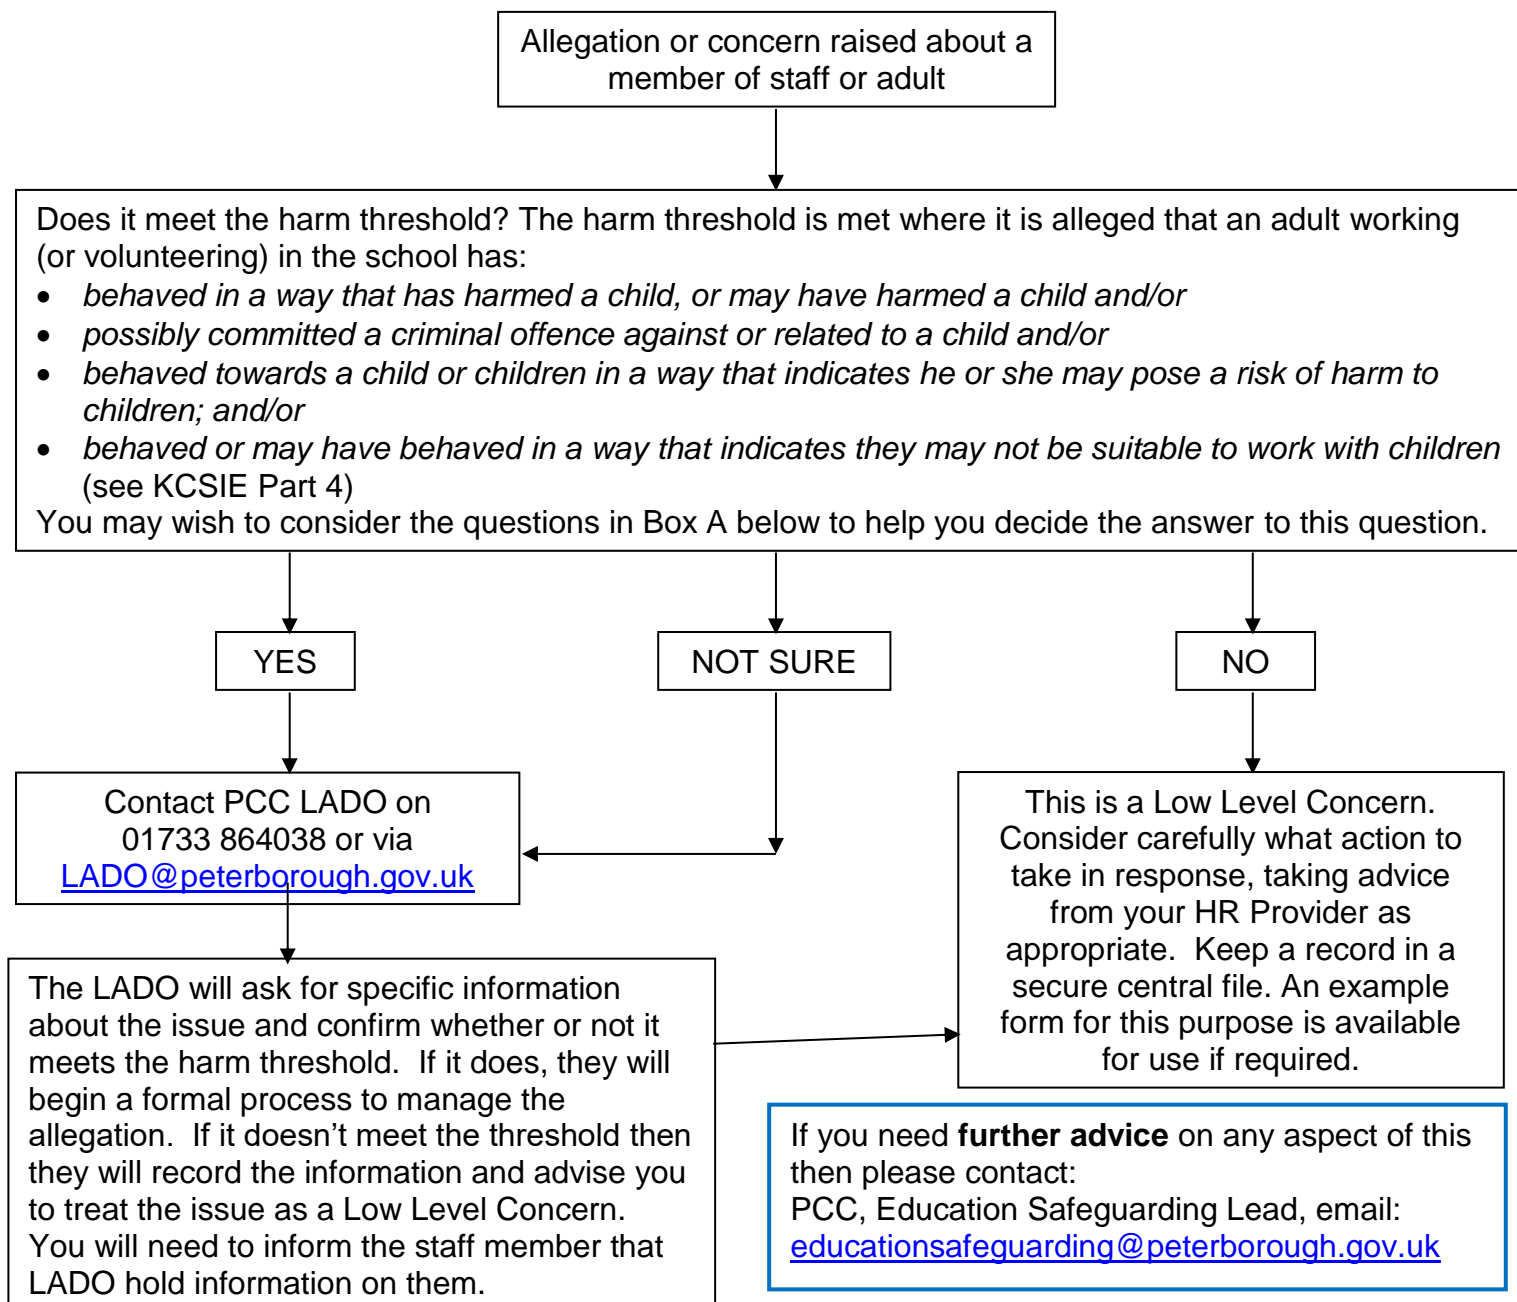 Allegation or concern raised about a
member of staff or adult
Does it meet the harm threshold? The harm threshold is met where it is alleged that an adult working
(or volunteering) in the school has:
• behaved in a way that has harmed a child, or may have harmed a child and/or
• possibly committed a criminal offence against or related to a child and/or
• behaved towards a child or children in a way that indicates he or she may pose a risk of harm to
children; and/or
• behaved or may have behaved in a way that indicates they may not be suitable to work with children
(see KCSIE Part 4)
You may wish to consider the questions in Box A below to help you decide the answer to this question.
YES
NOT SURE
NO
Contact PCC LADO on
01733 864038 or via
LADO@peterborough.gov.uk
This is a Low Level Concern.
Consider carefully what action to
take in response, taking advice
from your HR Provider as
appropriate. Keep a record in a
secure central file. An example
form for this purpose is available
for use if required.
The LADO will ask for specific information
about the issue and confirm whether or not it
meets the harm threshold. If it does, they will
begin a formal process to manage the
allegation. If it doesn't meet the threshold then
they will record the information and advise you
to treat the issue as a Low Level Concern.
You will need to inform the staff member that
LADO hold information on them.
If you need further advice on any aspect of this
then please contact:
PCC, Education Safeguarding Lead, email:
educationsafeguarding@peterborough.gov.uk